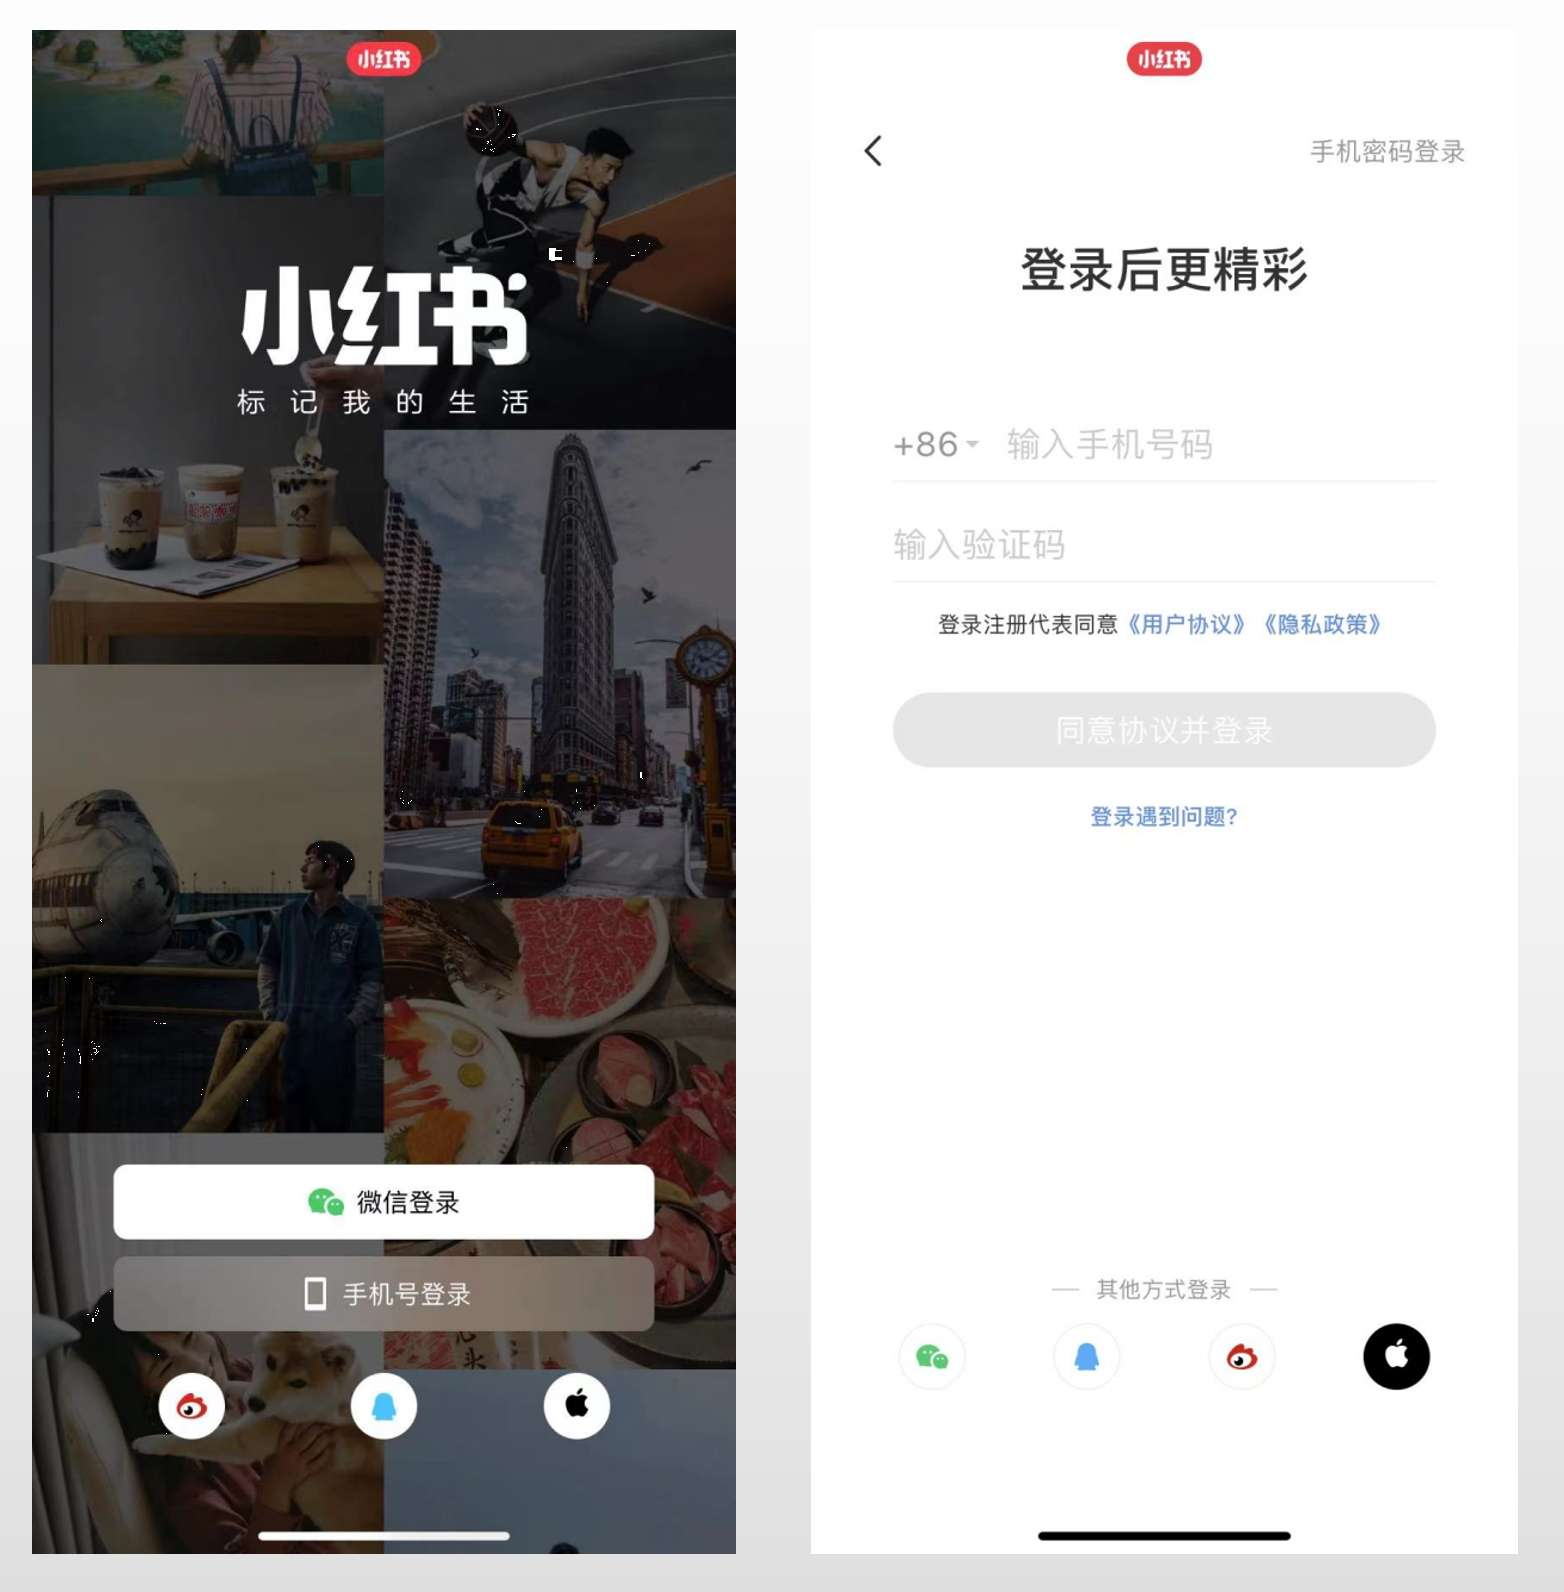 小红书
小红书
标记我的生活
微信登录
手机号登录
小红书
手机密码登录
登录后更精彩
+86 输入手机号码
输入验证码
登录注册代表同意《用户协议》《隐私政策》
同意协议并登录
登录遇到问题?
其他方式登录